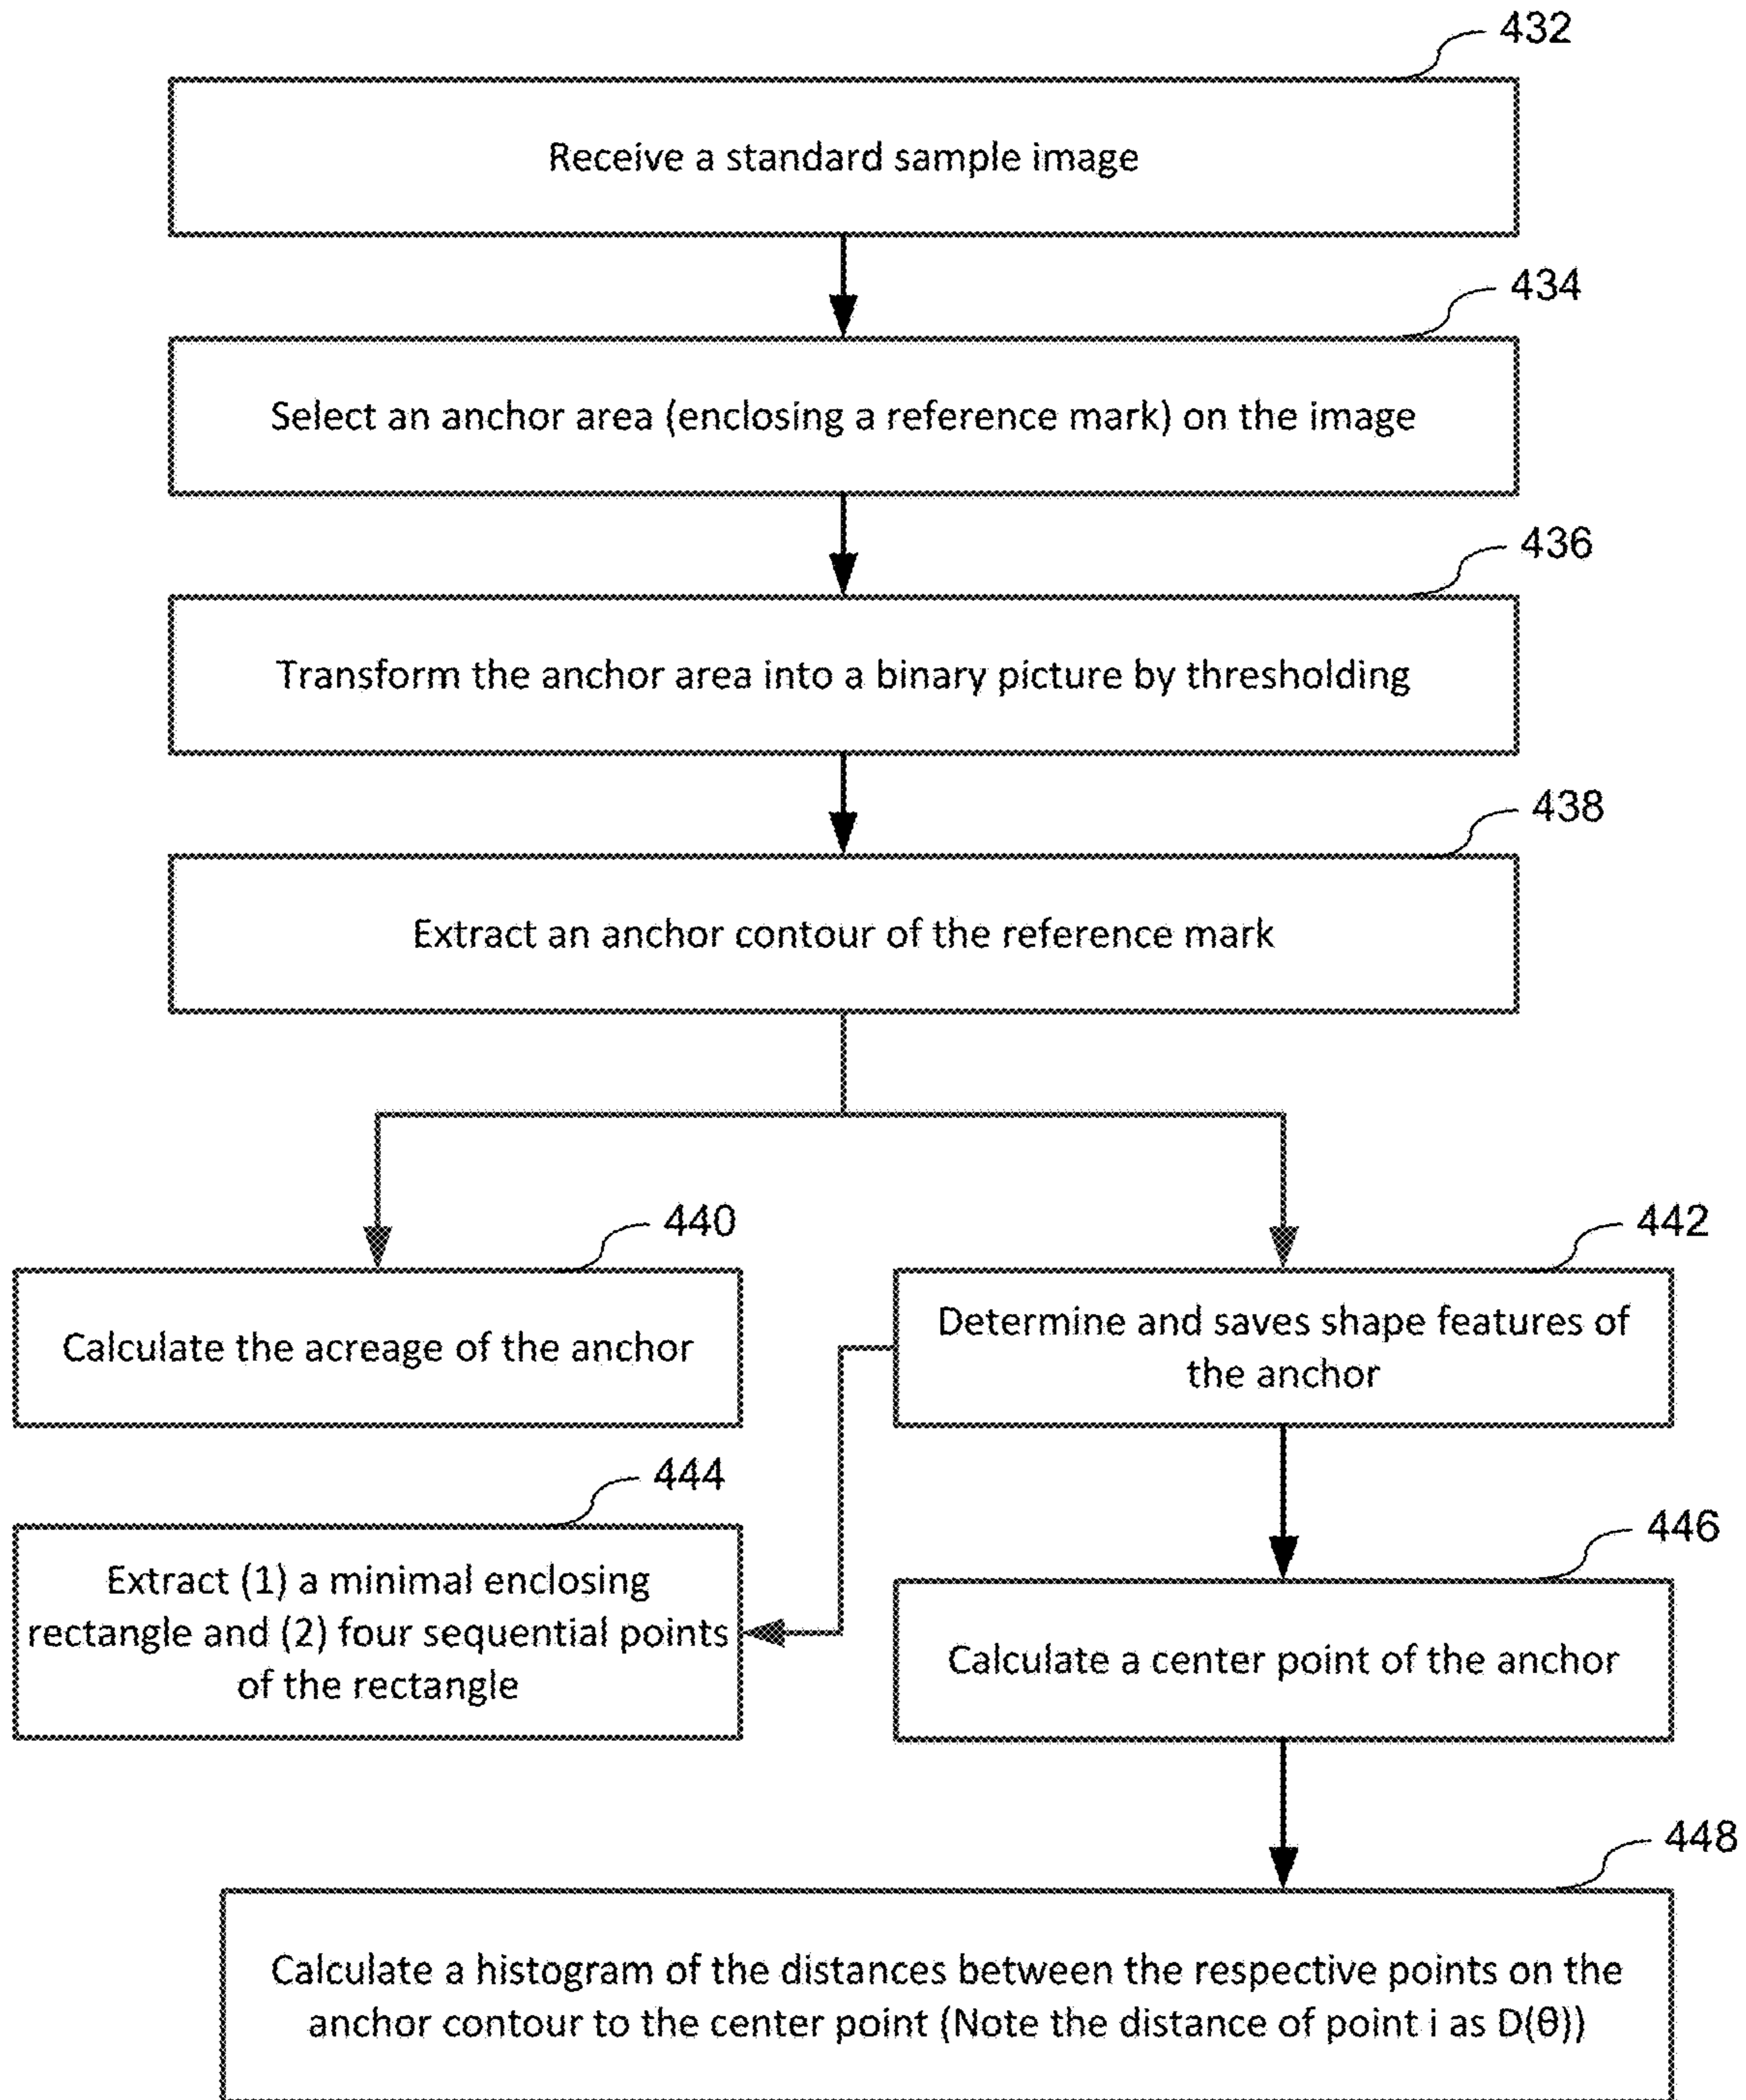 432
Receive a standard sample image
434
Select an anchor area (enclosing a reference mark) on the image
436
Transform the anchor area into a binary picture by thresholding
438
Extract an anchor contour of the reference mark
440
Calculate the acreage of the anchor
442
Determine and saves shape features of
the anchor
444
Extract (1) a minimal enclosing
rectangle and (2) four sequential points
of the rectangle
446
Calculate a center point of the anchor
448
Calculate a histogram of the distances between the respective points on the
anchor contour to the center point (Note the distance of point i as D(θ))